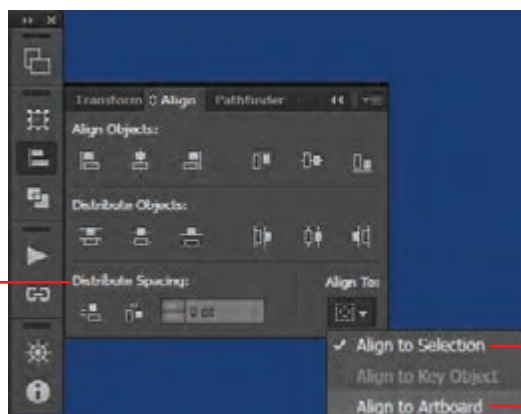 Transform Align Pathfinder
Align Objects:
Distribute Objects:
Distribute Spacing: Align To:
0 pt
Align to Selection
Align to Key Object
Align to Artboard